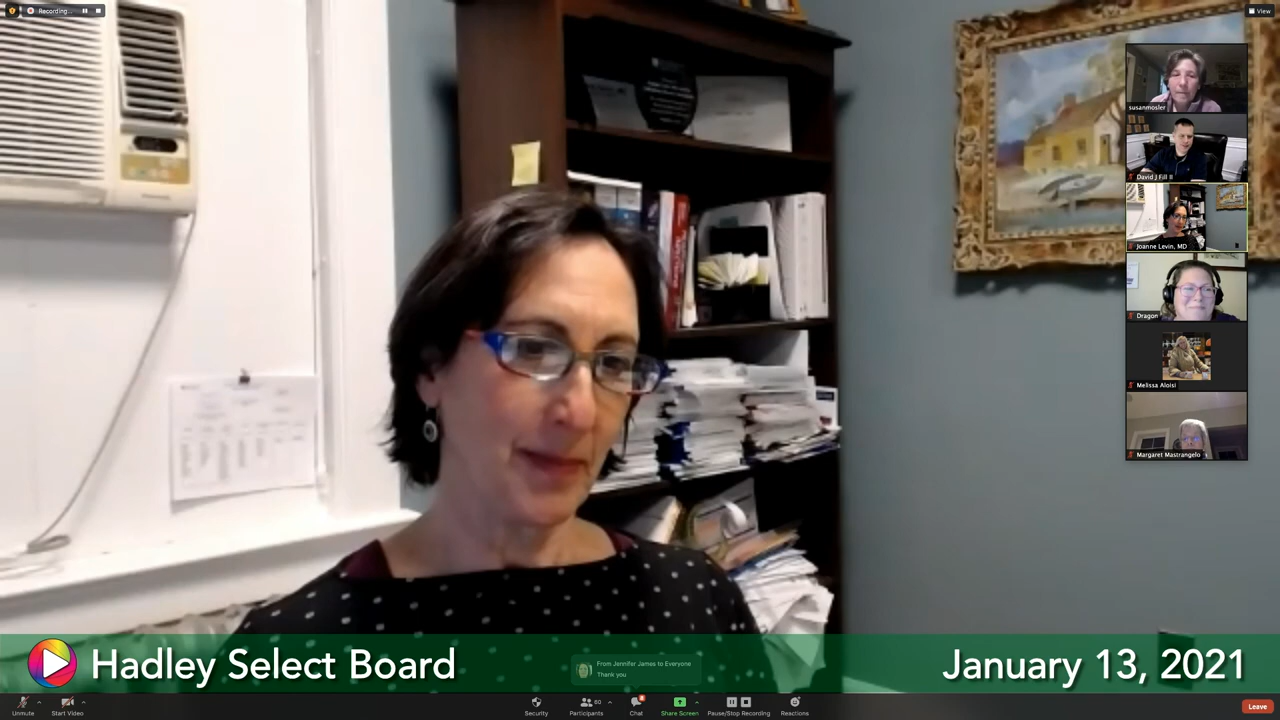 Recording...
View
susanmosler
David J Fill II
Joanne Levin, MD
Dragon
Melissa Aloisi
Margaret Mastrangelo
Hadley Select Board
From Jennifer James to Everyone
Thank you
January 13, 2021
Unmute
Start Video
Security
60
Participants
Chat
Share Screen
Pause/Stop Recording
Reactions
Leave